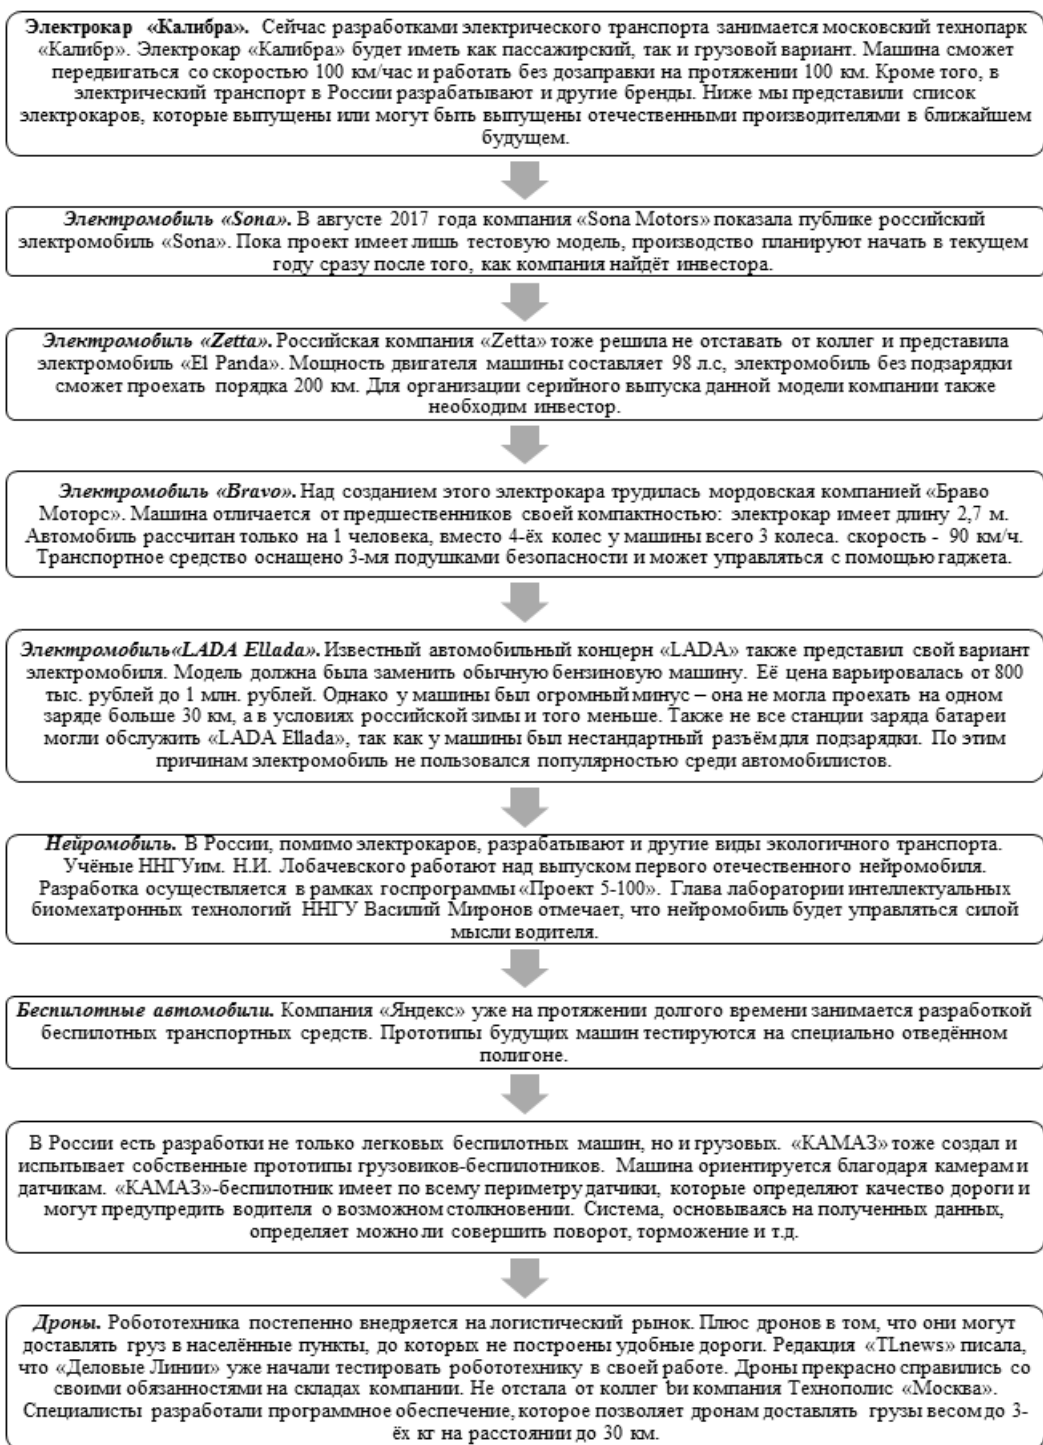 Электрокар «Калибра». Сейчас разработками электрического транспорта занимается московский технопарк
«Калибр». Электрокар «Калибра» будет иметь как пассажирский, так и грузовой вариант. Машина сможет
передвигаться со скоростью 100 км/час и работать без дозаправки на протяжении 100 км. Кроме того, в
электрический транспорт в России разрабатывают и другие бренды. Ниже мы представили список
электрокаров, которые выпущены или могут быть выпущены отечественными производителями в ближайшем
будущем.
Электромобиль «Sona». В августе 2017 года компания «Sona Motors» показала публике российский
электромобиль «Sona». Пока проект имеет лишь тестовую модель, производство планируют начать в текущем
году сразу после того, как компания найдёт инвестора.
Электромобиль «Zetta». Российская компания «Zetta» тоже решила не отставать от коллег и представила
электромобиль «El Panda». Мощность двигателя машины составляет 98 л.с, электромобиль без подзарядки
сможет проехать порядка 200 км. Для организации серийного выпуска данной модели компании также
необходим инвестор.
Электромобиль «Bravo». Над созданием этого электрокара трудилась мордовская компанией «Браво
Моторс». Машина отличается от предшественников своей компактностью: электрокар имеет длину 2,7 м.
Автомобиль рассчитан только на 1 человека, вместо 4-ёх колес у машины всего 3 колеса. скорость - 90 км/ч.
Транспортное средство оснащено 3-мя подушками безопасности и может управляться с помощью гаджета.
Электромобиль«LADA Ellada». Известный автомобильный концерн «LADA» также представил свой вариант
электромобиля. Модель должна была заменить обычную бензиновую машину. Её цена варьировалась от 800
тыс. рублей до 1 млн. рублей. Однако у машины был огромный минус – она не могла проехать на одном
заряде больше 30 км, а в условиях российской зимы и того меньше. Также не все станции заряда батареи
могли обслужить «LADA Ellada», так как у машины был нестандартный разъём для подзарядки. По этим
причинам электромобиль не пользовался популярностью среди автомобилистов.
Нейромобиль. В России, помимо электрокаров, разрабатывают и другие виды экологичного транспорта.
Учёные ННГУим. Н.И. Лобачевского работают над выпуском первого отечественного нейромобиля.
Разработка осуществляется в рамках госпрограммы «Проект 5-100». Глава лаборатории интеллектуальных
биомехатронных технологий ННГУ Василий Миронов отмечает, что нейромобиль будет управляться силой
мысли водителя.
Беспилотные автомобили. Компания «Яндекс» уже на протяжении долгого времени занимается разработкой
беспилотных транспортных средств. Прототипы будущих машин тестируются на специально отведённом
полигоне.
В России есть разработки не только легковых беспилотных машин, но и грузовых. «КАМАЗ» тоже создал и
испытывает собственные прототипы грузовиков-беспилотников. Машина ориентируется благодаря камерам и
датчикам. «КАМАЗ»-беспилотник имеет по всему периметру датчики, которые определяют качество дороги и
могут предупредить водителя о возможном столкновении. Система, основываясь на полученных данных,
определяет можно ли совершить поворот, торможение и т.д.
Дроны. Робототехника постепенно внедряется на логистический рынок. Плюс дронов в том, что они могут
доставлять груз в населённые пункты, до которых не построены удобные дороги. Редакция «TLnews» писала,
что «Деловые Линии» уже начали тестировать робототехнику в своей работе. Дроны прекрасно справились со
своими обязанностями на складах компании. Не отстала от коллег bи компания Технополис «Москва».
Специалисты разработали программное обеспечение, которое позволяет дронам доставлять грузы весом до 3-
ёх кг на расстоянии до 30 км.